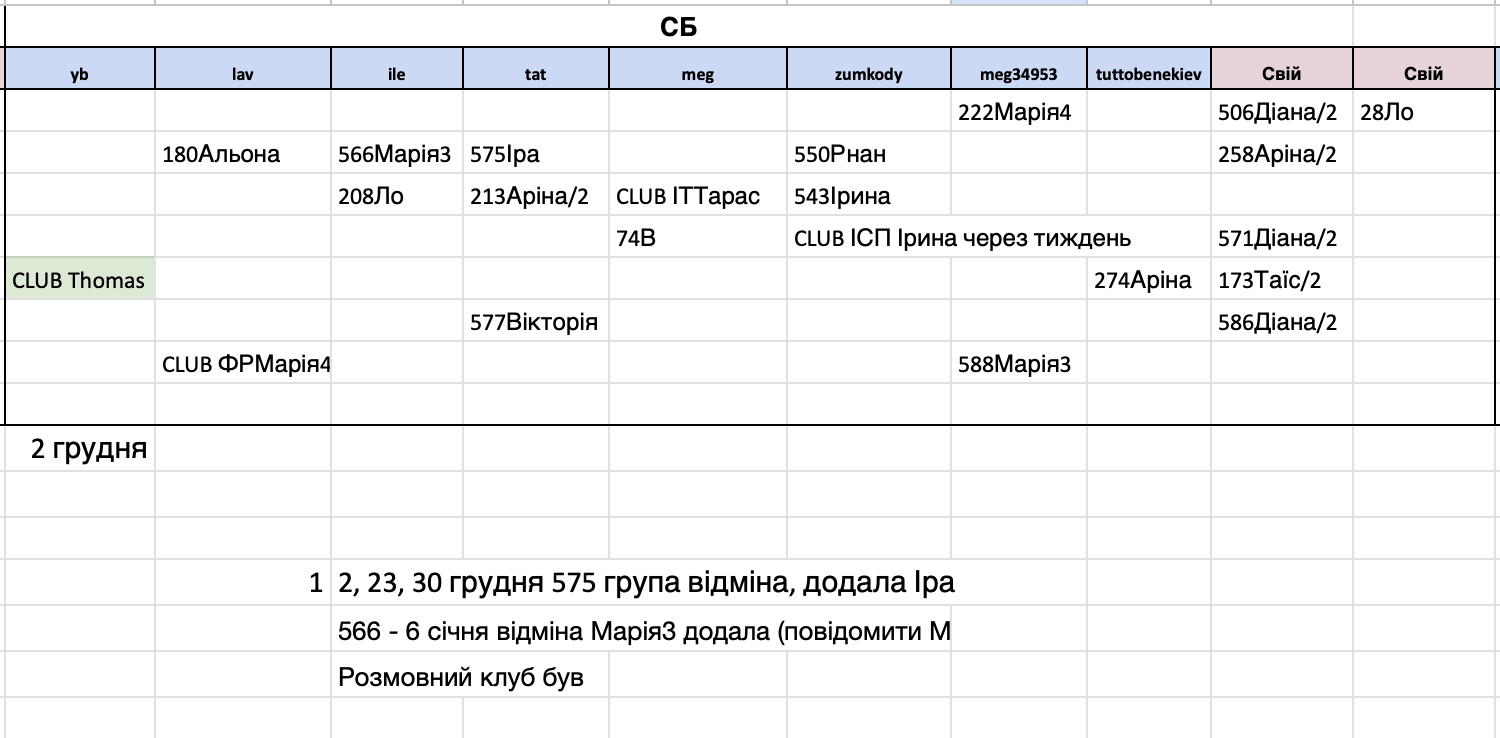 СБ
yb lav ile tat meg zumkody meg34953 tuttobenekiev Свій Свій
222Марія4 506Діана/2 28Ло
180Альона 566Марія3 575Іра 550Рнан 258Аріна/2
208Ло 213Аріна/2 CLUB ІТТарас 543Ірина
74В CLUB ІСП Ірина через тиждень 571Діана/2
CLUB Thomas 274Аріна 173Таїс/2
577Вікторія 586Діана/2
CLUB ФРМарія4 588Марія3
2 грудня
1 2, 23, 30 грудня 575 група відміна, додала Іра
566 - 6 січня відміна Марія3 додала (повідомити М
Розмовний клуб був